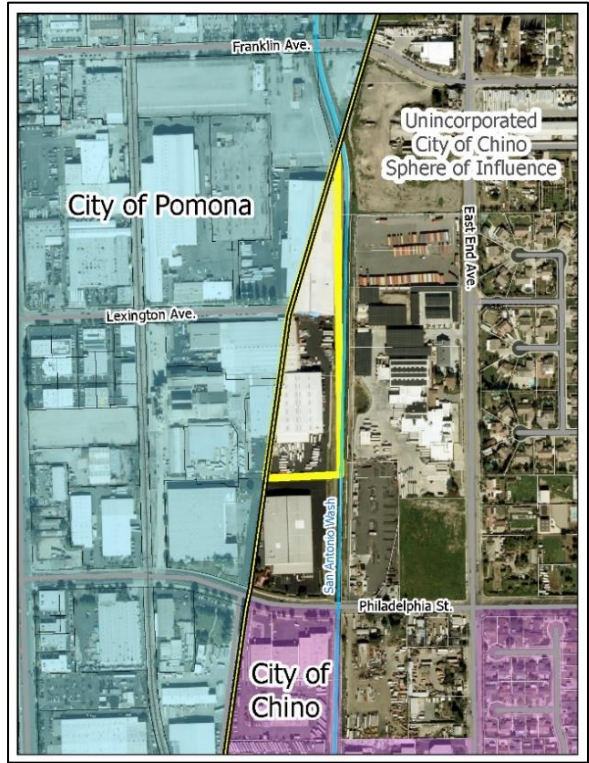 Franklin Ave.
Unincorporated
City of Chino
Sphere of Influence
City of Pomona
East End Ave.
Lexington Ave.
San Antonio Wash
Philadelphia St.
City of
Chino